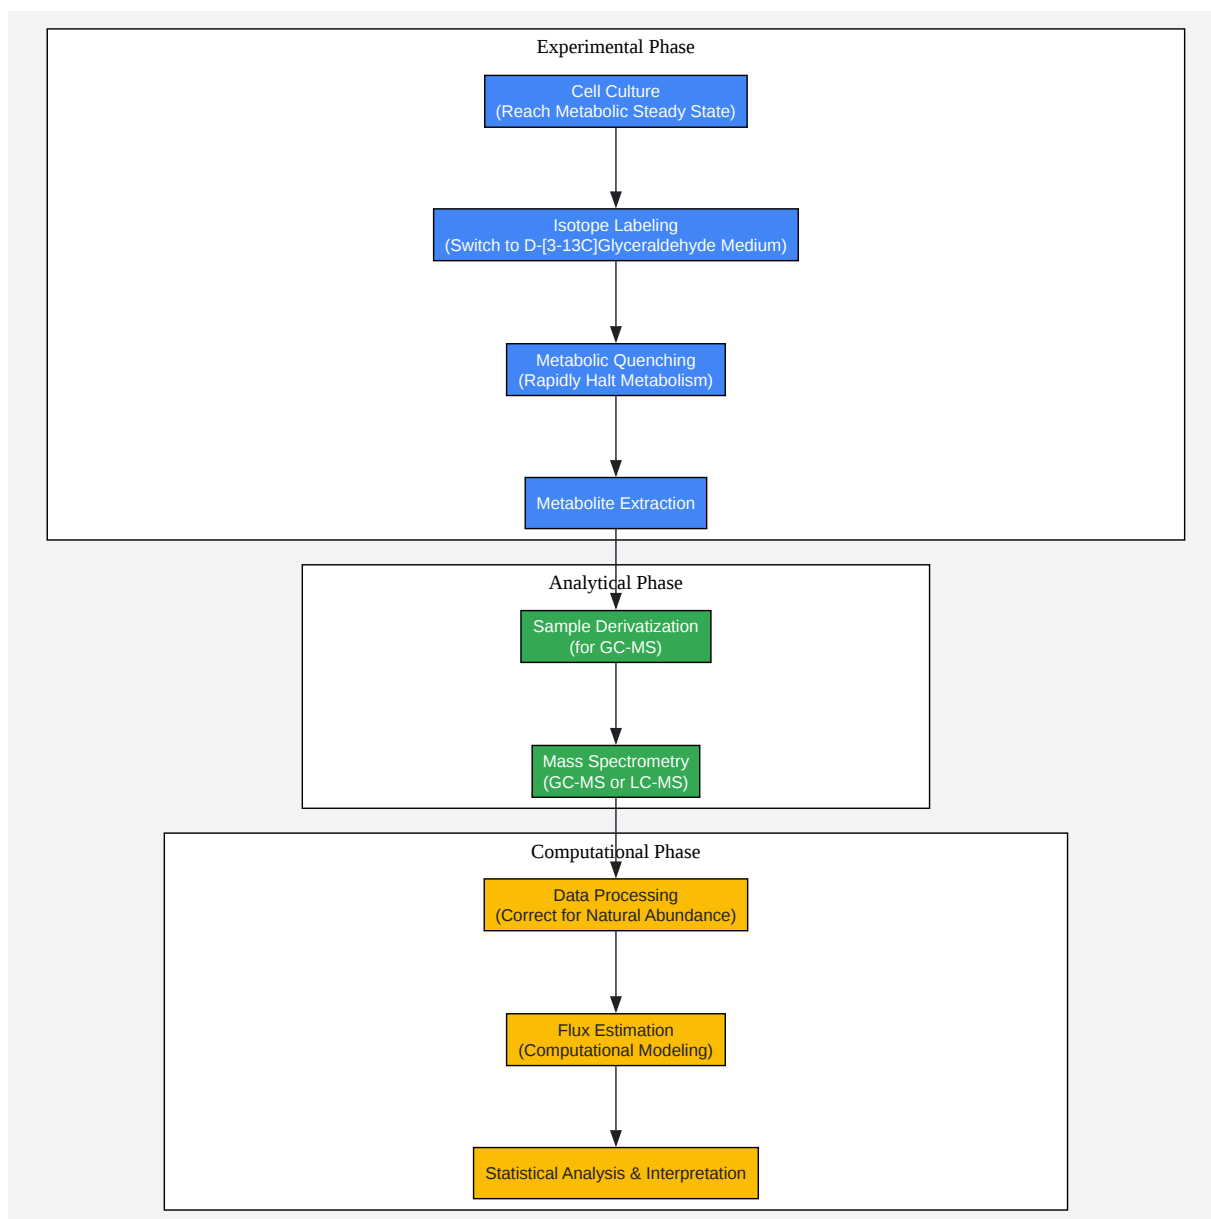 Experimental Phase
Cell Culture
(Reach Metabolic Steady State)
Isotope Labeling
(Switch to D-[3-13C]Glyceraldehyde Medium)
Metabolic Quenching
(Rapidly Halt Metabolism)
Metabolite Extraction
Analytical Phase
Sample Derivatization
(for GC-MS)
Mass Spectrometry
(GC-MS or LC-MS)
Computational Phase
Data Processing
(Correct for Natural Abundance)
Flux Estimation
(Computational Modeling)
Statistical Analysis & Interpretation